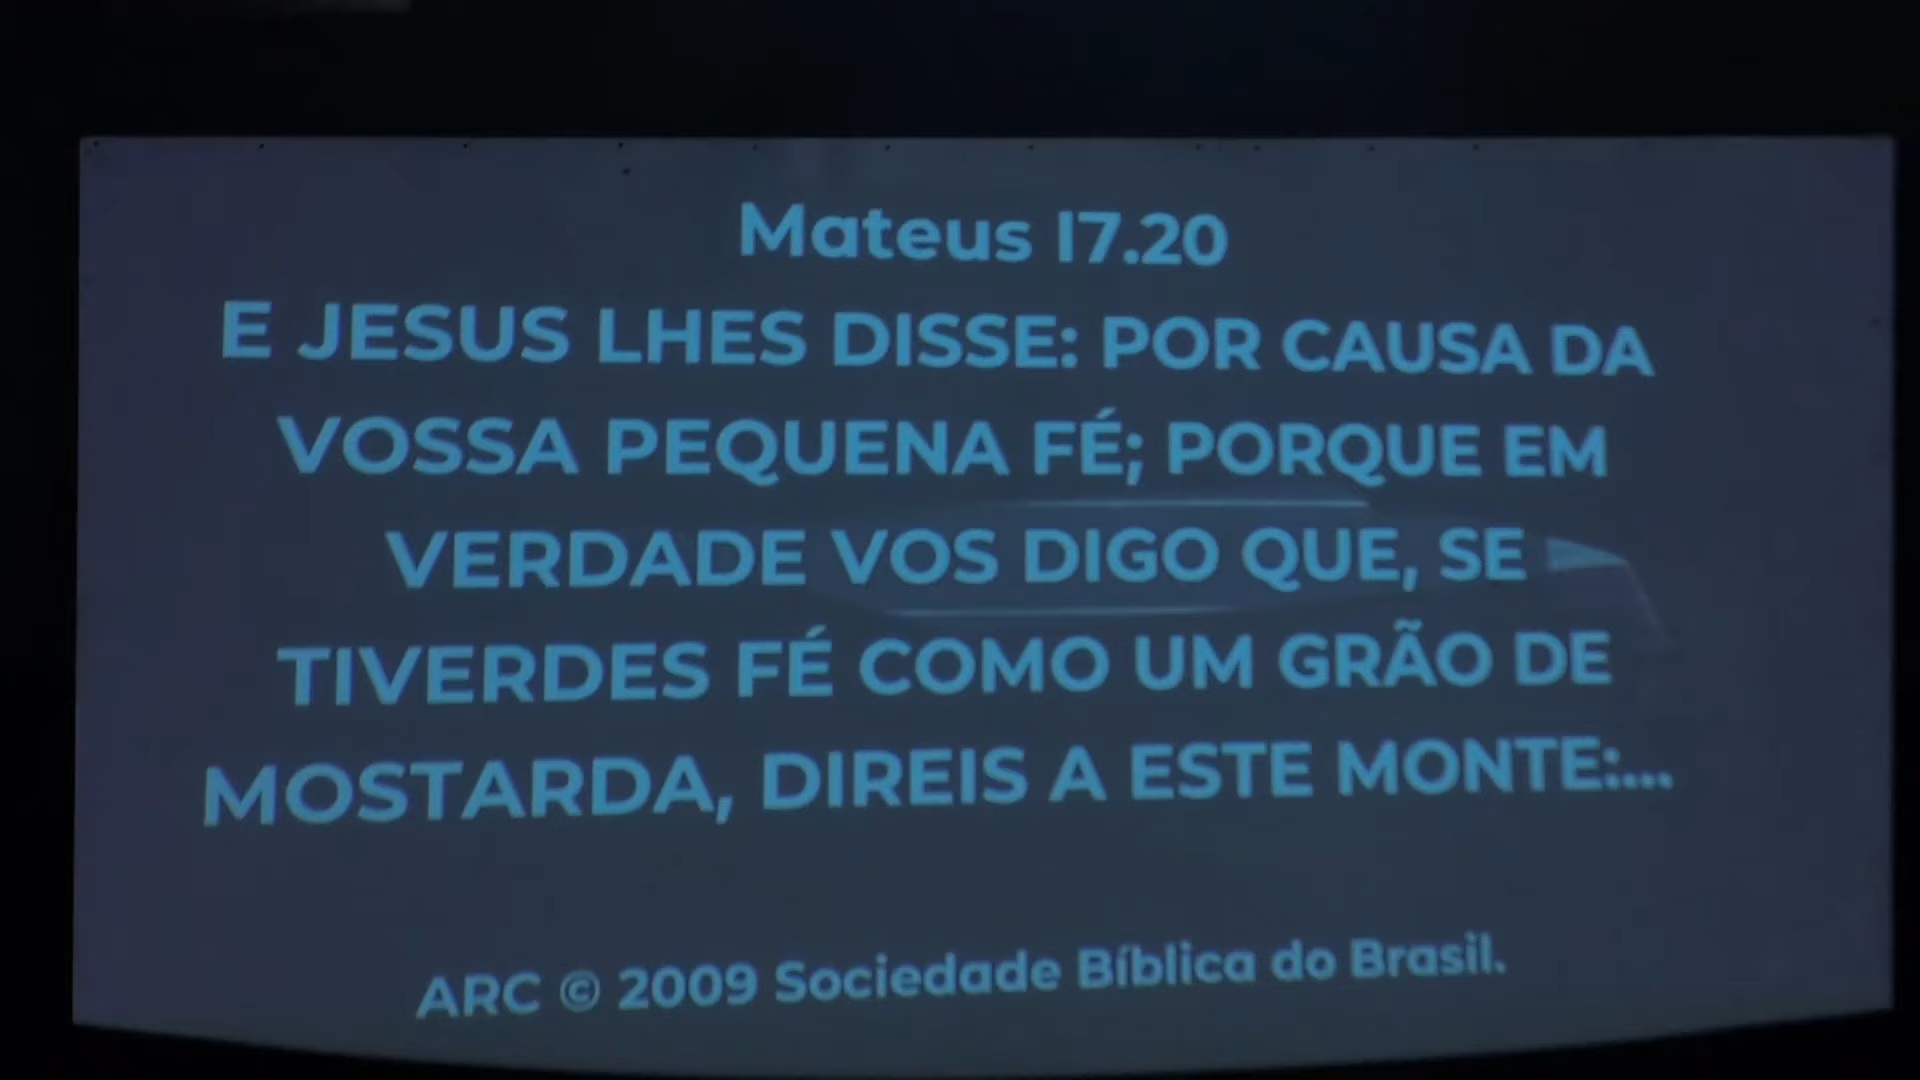 Mateus 17.20
E JESUS LHES DISSE: POR CAUSA DA
VOSSA PEQUENA FÉ; PORQUE EM
VERDADE VOS DIGO QUE, SE
TIVERDES FÉ COMO UM GRÃO DE
MOSTARDA, DIREIS A ESTE MONTE:...
ARC © 2009 Sociedade Bíblica do Brasil.